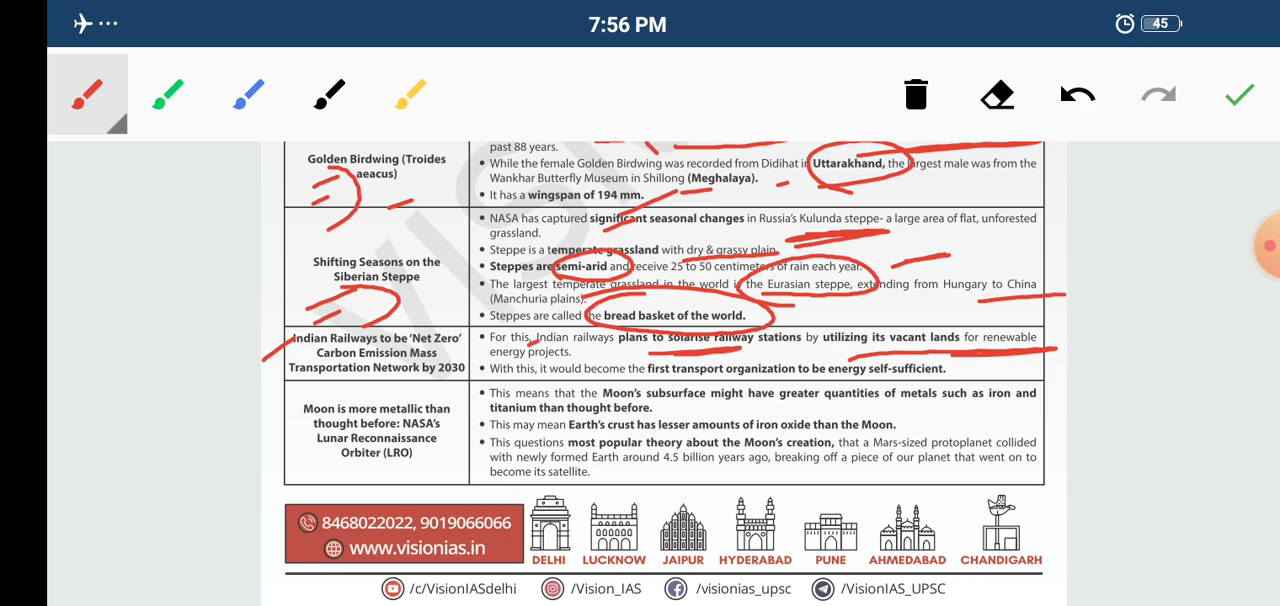 7:56 PM
45
past 88 years.
Golden Birdwing (Troides
aeacus)
• While the female Golden Birdwing was recorded from Didihat in Uttarakhand, the largest male was from the
Wankhar Butterfly Museum in Shillong (Meghalaya).
• It has a wingspan of 194 mm.
Shifting Seasons on the
Siberian Steppe
• NASA has captured significant seasonal changes in Russia's Kulunda steppe- a large area of flat, unforested
grassland.
• Steppe is a temperate grassland with dry & grassy plain.
• Steppes are semi-arid and receive 25 to 50 centimeters of rain each year.
• The largest temperate grassland in the world is the Eurasian steppe, extending from Hungary to China
(Manchuria plains).
• Steppes are called the bread basket of the world.
Indian Railways to be 'Net Zero'
Carbon Emission Mass
Transportation Network by 2030
• For this, Indian railways plans to solarise railway stations by utilizing its vacant lands for renewable
energy projects.
• With this, it would become the first transport organization to be energy self-sufficient.
Moon is more metallic than
thought before: NASA's
Lunar Reconnaissance
Orbiter (LRO)
• This means that the Moon's subsurface might have greater quantities of metals such as iron and
titanium than thought before.
• This may mean Earth's crust has lesser amounts of iron oxide than the Moon.
• This questions most popular theory about the Moon's creation, that a Mars-sized protoplanet collided
with newly formed Earth around 4.5 billion years ago, breaking off a piece of our planet that went on to
become its satellite.
8468022022, 9019066066
www.visionias.in
DELHI LUCKNOW JAIPUR HYDERABAD PUNE AHMEDABAD CHANDIGARH
/c/VisionIASdelhi /Vision_IAS /visionias_upsc /VisionIAS_UPSC